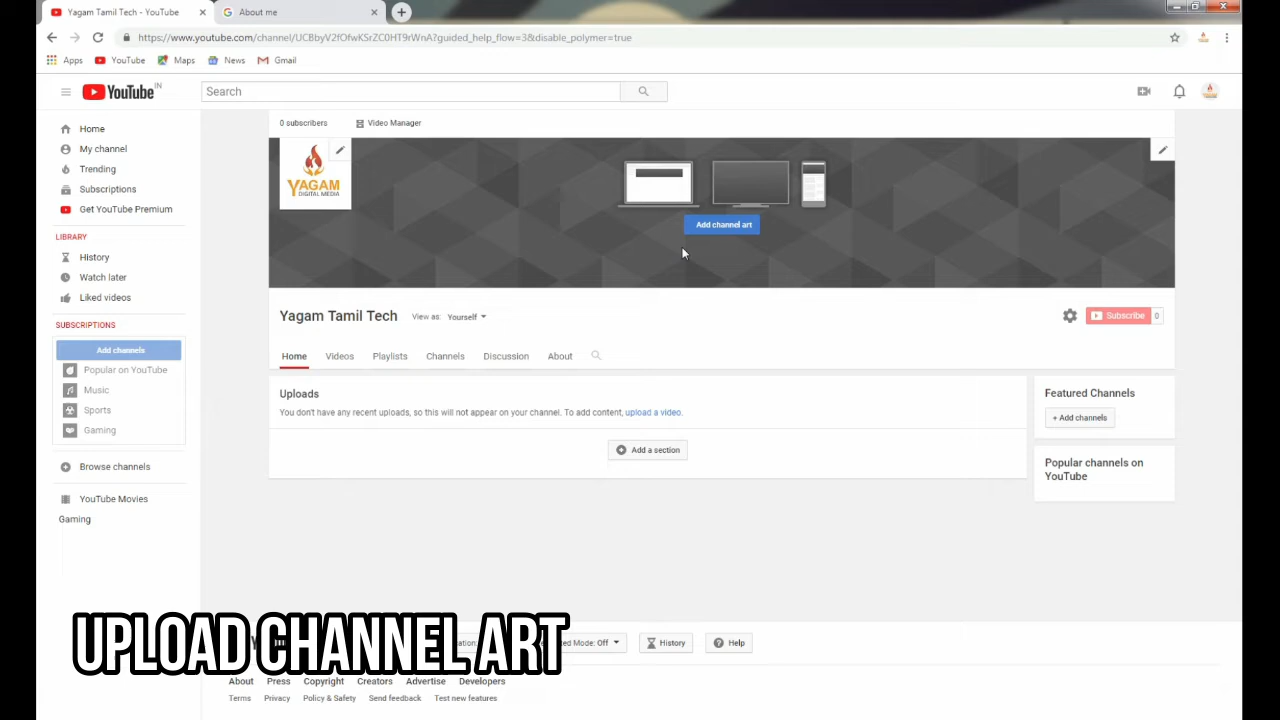 Yagam Tamil Tech - YouTube
About me
https://www.youtube.com/channel/UCBbyV2fOfwKSrZC0HT9rWnA?guided_help_flow=3&disable_polymer=true
Apps YouTube Maps News Gmail
YouTube IN
Search
0 subscribers Video Manager
Home
My channel
Trending
Subscriptions
Get YouTube Premium
LIBRARY
History
Watch later
Liked videos
SUBSCRIPTIONS
Add channels
Popular on YouTube
Music
Sports
Gaming
Browse channels
YouTube Movies
Gaming
YAGAM
DIGITAL MEDIA
Add channel art
Yagam Tamil Tech View as: Yourself
Subscribe 0
Home Videos Playlists Channels Discussion About
Uploads
You don't have any recent uploads, so this will not appear on your channel. To add content, upload a video.
Add a section
Featured Channels
+ Add channels
Popular channels on
YouTube
Mode: Off History Help
About Press Copyright Creators Advertise Developers
Terms Privacy Policy & Safety Send feedback Test new features
UPLOAD CHANNEL ART